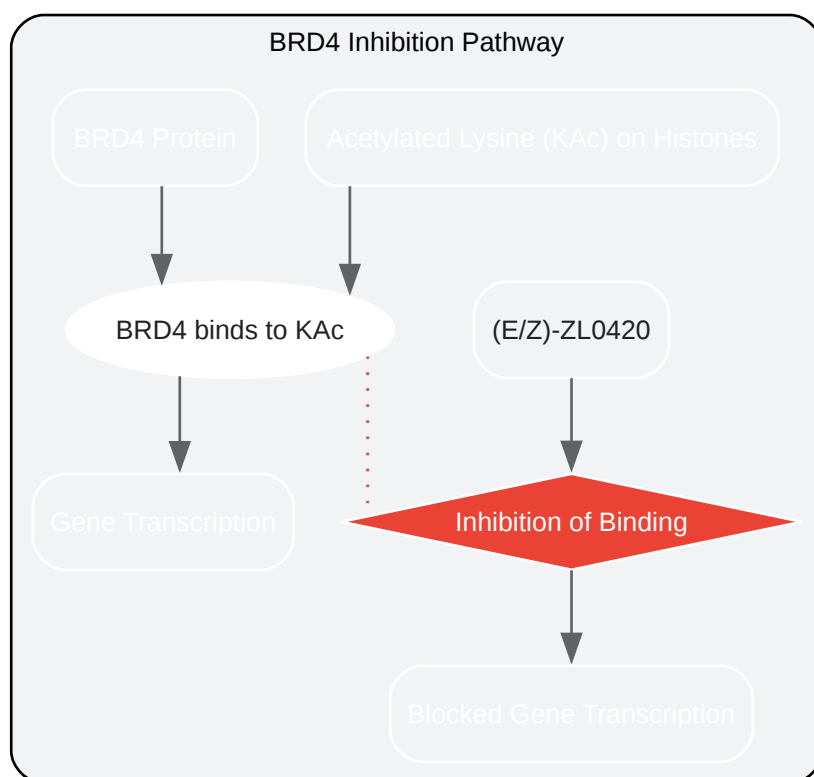 BRD4 Inhibition Pathway
BRD4 Protein
Acetylated Lysine (KAc) on Histones
BRD4 binds to KAc
(E/Z)-ZL0420
Gene Transcription
Inhibition of Binding
Blocked Gene Transcription